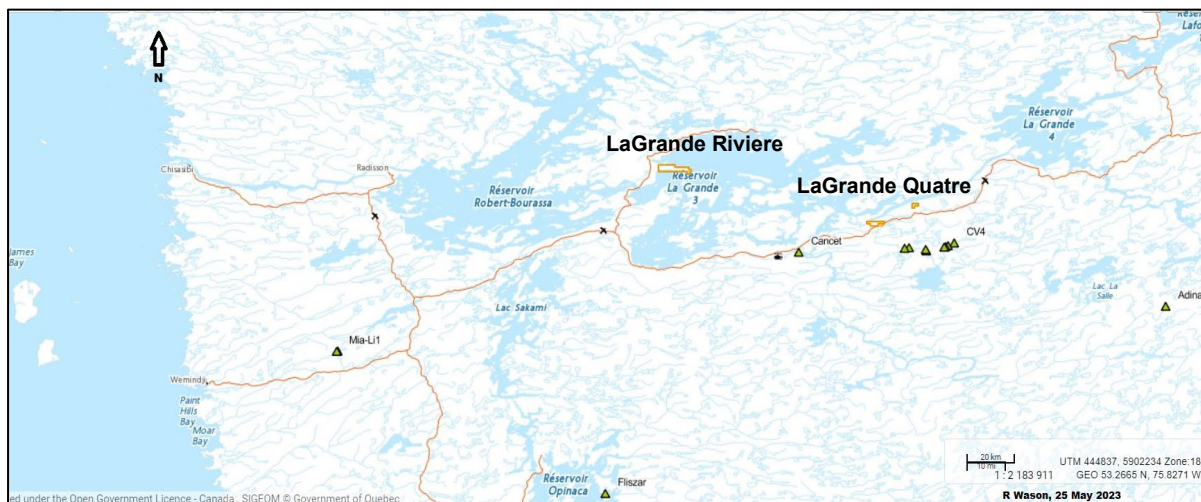 Réser
Lafor
N
LaGrande Riviere
Réservoir
La Grande
4
Chisasibi
Radisson
Réservoir
Robert-Bourassa
Réservoir
La Grande
3
LaGrande Quatre
CV4
Cancet
James
Bay
Lac Sakami
Lac La
Salle
Adina
Mia-Li1
Wemindji
Paint
Hills
Bay
Moar
Bay
Réservoir
Opinaca
Fliszar
20 km
10 mi
1 : 2 183 911
UTM 444837, 5902234 Zone:18
GEO 53.2665 N, 75.8271 W
ed under the Open Government Licence - Canada, SIGEOM © Government of Quebec
R Wason, 25 May 2023